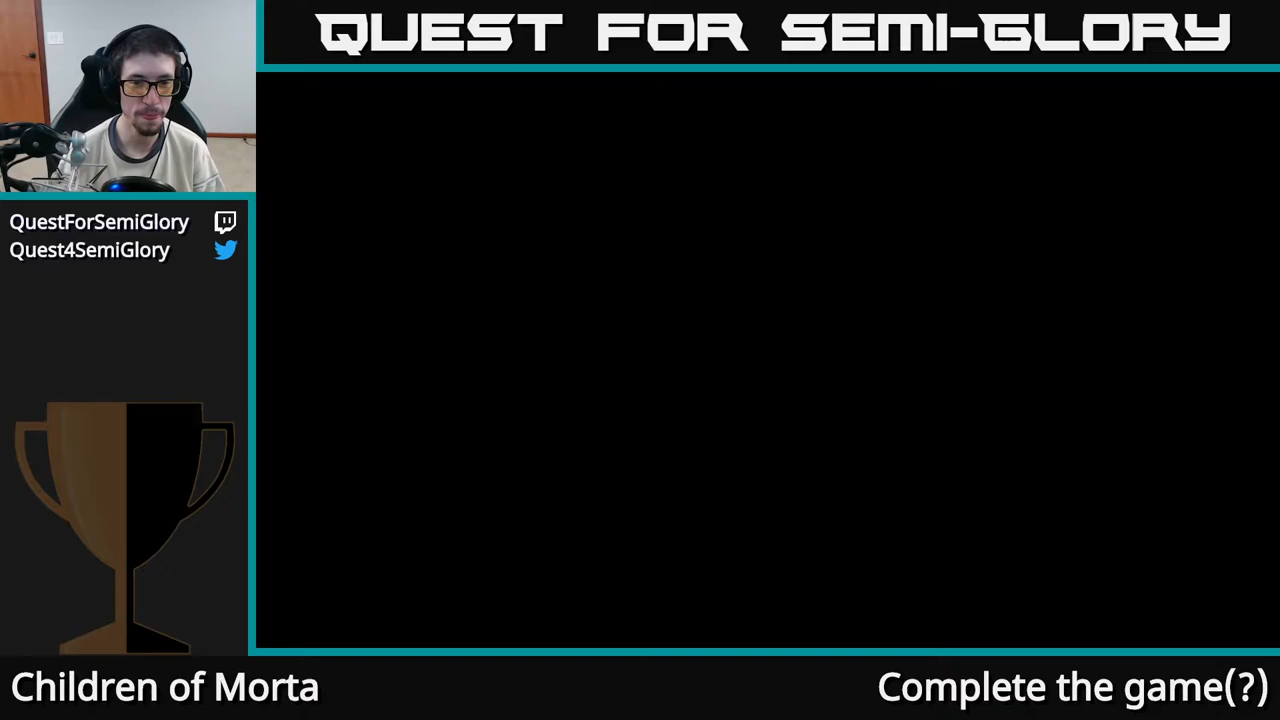 QUEST FOR SEMI-GLORY
QuestForSemiGlory
Quest4SemiGlory
Children of Morta
Complete the game(?)